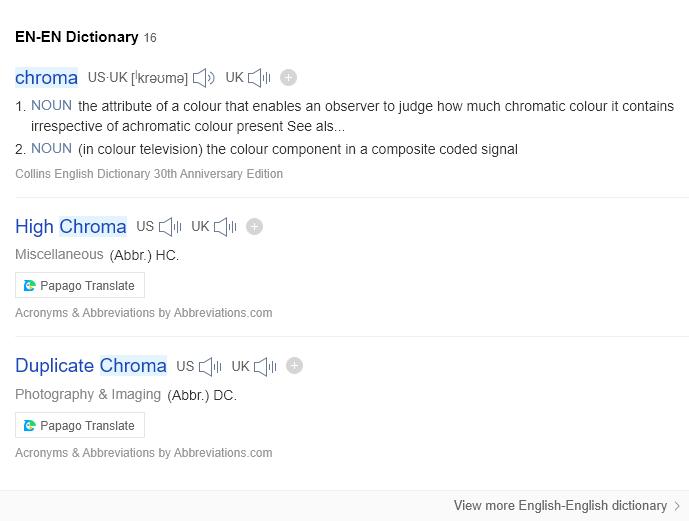 EN-EN Dictionary 16
chroma US·UK [ˈkrəʊmə] UK
1. NOUN the attribute of a colour that enables an observer to judge how much chromatic colour it contains
irrespective of achromatic colour present See als...
2. NOUN (in colour television) the colour component in a composite coded signal
Collins English Dictionary 30th Anniversary Edition
High Chroma US UK
Miscellaneous (Abbr.) HC.
Papago Translate
Acronyms & Abbreviations by Abbreviations.com
Duplicate Chroma US UK
Photography & Imaging (Abbr.) DC.
Papago Translate
Acronyms & Abbreviations by Abbreviations.com
View more English-English dictionary